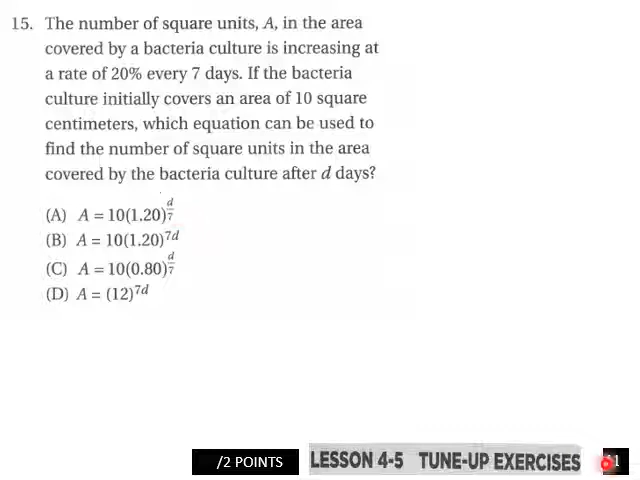 15. The number of square units, A, in the area
covered by a bacteria culture is increasing at
a rate of 20% every 7 days. If the bacteria
culture initially covers an area of 10 square
centimeters, which equation can be used to
find the number of square units in the area
covered by the bacteria culture after d days?
(A) A = 10(1.20)^(d/7)
(B) A = 10(1.20)^(7d)
(C) A = 10(0.80)^(d/7)
(D) A = (12)^(7d)
/2 POINTS LESSON 4-5 TUNE-UP EXERCISES